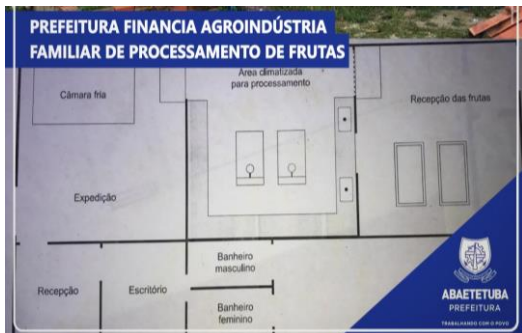 PREFEITURA FINANCIA AGROINDÚSTRIA
FAMILIAR DE PROCESSAMENTO DE FRUTAS
Área climatizada
para processamento
Câmara fria
Recepção das frutas
Expedição
Banheiro
masculino
Recepção
Escritório
Banheiro
feminino
ABAETETUBA
PREFEITURA
TRABALHANDO COM O POVO